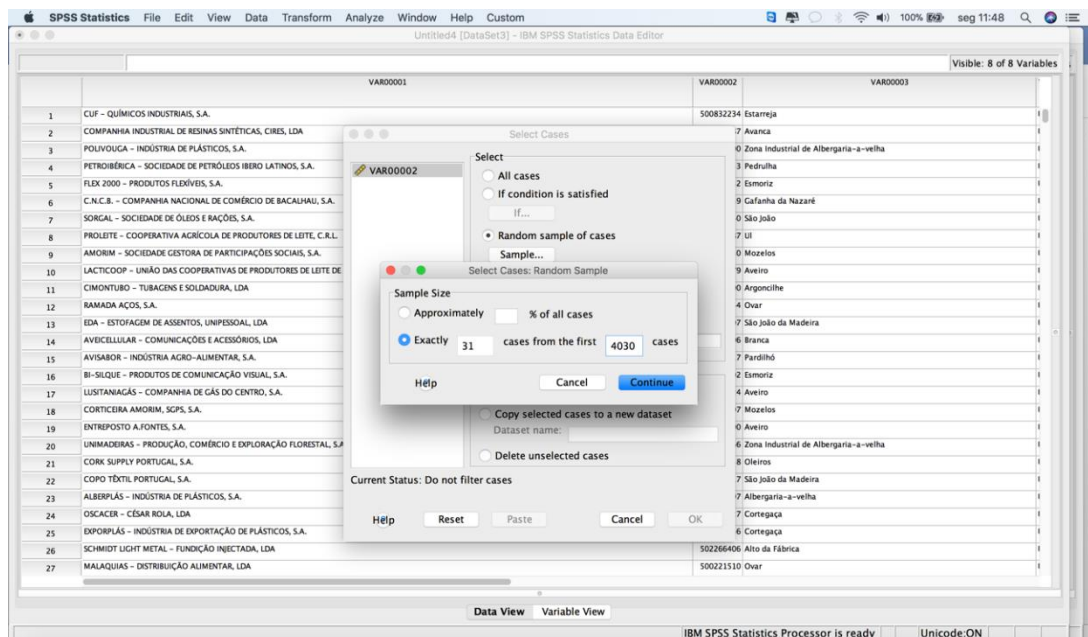 SPSS Statistics File Edit View Data Transform Analyze Window Help Custom 100% seg 11:48
Untitled4 [DataSet3] - IBM SPSS Statistics Data Editor
Visible: 8 of 8 Variables
VAR00001 VAR00002 VAR00003
1 CUF – QUÍMICOS INDUSTRIAIS, S.A. 500832234 Estarreja
2 COMPANHIA INDUSTRIAL DE RESINAS SINTÉTICAS, CIRES, LDA 7 Avanca
3 POLIVOUGA – INDÚSTRIA DE PLÁSTICOS, S.A. 0 Zona Industrial de Albergaria-a-velha
4 PETROIBÉRICA – SOCIEDADE DE PETRÓLEOS IBERO LATINOS, S.A. 3 Pedrulha
5 FLEX 2000 – PRODUTOS FLEXÍVEIS, S.A. 2 Esmoriz
6 C.N.C.B. – COMPANHIA NACIONAL DE COMÉRCIO DE BACALHAU, S.A. 9 Gafanha da Nazaré
7 SORGAL – SOCIEDADE DE ÓLEOS E RAÇÕES, S.A. 0 São João
8 PROLEITE – COOPERATIVA AGRÍCOLA DE PRODUTORES DE LEITE, C.R.L. 7 Ul
9 AMORIM – SOCIEDADE GESTORA DE PARTICIPAÇÕES SOCIAIS, S.A. 0 Mozelos
10 LACTICOOP – UNIÃO DAS COOPERATIVAS DE PRODUTORES DE LEITE DE 9 Aveiro
11 CIMONTUBO – TUBAGENS E SOLDADURA, LDA 0 Argoncilhe
12 RAMADA AÇOS, S.A. 4 Ovar
13 EDA – ESTOFAGEM DE ASSENTOS, UNIPESSOAL, LDA 7 São João da Madeira
14 AVEICELLULAR – COMUNICAÇÕES E ACESSÓRIOS, LDA 6 Branca
15 AVISABOR – INDÚSTRIA AGRO-ALIMENTAR, S.A. 7 Pardilhó
16 BI-SILQUE – PRODUTOS DE COMUNICAÇÃO VISUAL, S.A. 2 Esmoriz
17 LUSITANIAGÁS – COMPANHIA DE GÁS DO CENTRO, S.A. 4 Aveiro
18 CORTICEIRA AMORIM, SGPS, S.A. 7 Mozelos
19 ENTREPOSTO A.FONTES, S.A. 0 Aveiro
20 UNIMADEIRAS – PRODUÇÃO, COMÉRCIO E EXPLORAÇÃO FLORESTAL, S.A 6 Zona Industrial de Albergaria-a-velha
21 CORK SUPPLY PORTUGAL, S.A. 8 Oleiros
22 COPO TÊXTIL PORTUGAL, S.A. 7 São João da Madeira
23 ALBERPLÁS – INDÚSTRIA DE PLÁSTICOS, S.A. 7 Albergaria-a-velha
24 OSCACER – CÉSAR ROLA, LDA 7 Cortegaça
25 EXPORPLÁS – INDÚSTRIA DE EXPORTAÇÃO DE PLÁSTICOS, S.A. 6 Cortegaça
26 SCHMIDT LIGHT METAL – FUNDIÇÃO INJECTADA, LDA 502266406 Alto da Fábrica
27 MALAQUIAS – DISTRIBUIÇÃO ALIMENTAR, LDA 500221510 Ovar
Select Cases
VAR00002
Select
All cases
If condition is satisfied
If...
Random sample of cases
Sample...
Select Cases: Random Sample
Sample Size
Approximately % of all cases
Exactly 31 cases from the first 4030 cases
Help Cancel Continue
Copy selected cases to a new dataset
Dataset name:
Delete unselected cases
Current Status: Do not filter cases
Help Reset Paste Cancel OK
Data View Variable View
IBM SPSS Statistics Processor is ready Unicode:ON